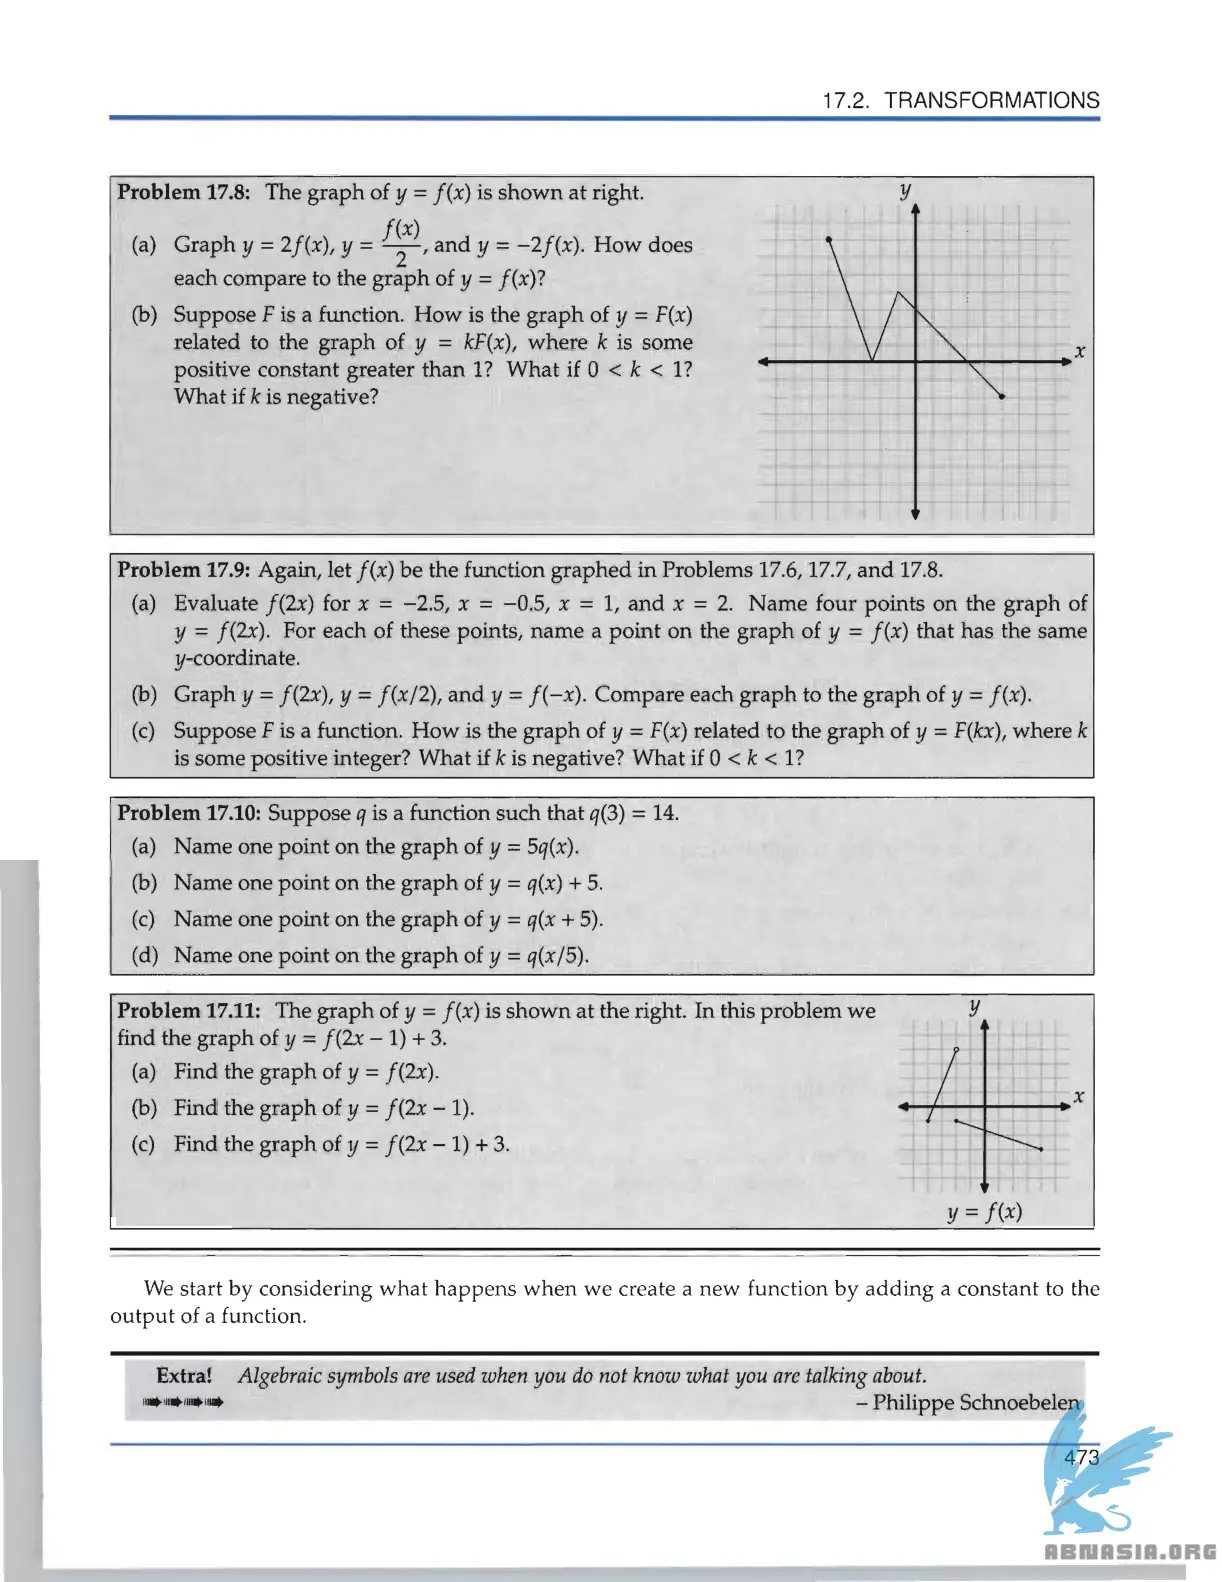 17.2. TRANSFORMATIONS
Problem 17.8: The graph of y = f(x) is shown at right.
(a) Graph y = 2f(x), y = f(x)/2, and y = −2f(x). How does
each compare to the graph of y = f(x)?
(b) Suppose F is a function. How is the graph of y = F(x)
related to the graph of y = kF(x), where k is some
positive constant greater than 1? What if 0 < k < 1?
What if k is negative?
y
x
Problem 17.9: Again, let f(x) be the function graphed in Problems 17.6, 17.7, and 17.8.
(a) Evaluate f(2x) for x = −2.5, x = −0.5, x = 1, and x = 2. Name four points on the graph of
y = f(2x). For each of these points, name a point on the graph of y = f(x) that has the same
y-coordinate.
(b) Graph y = f(2x), y = f(x/2), and y = f(−x). Compare each graph to the graph of y = f(x).
(c) Suppose F is a function. How is the graph of y = F(x) related to the graph of y = F(kx), where k
is some positive integer? What if k is negative? What if 0 < k < 1?
Problem 17.10: Suppose q is a function such that q(3) = 14.
(a) Name one point on the graph of y = 5q(x).
(b) Name one point on the graph of y = q(x) + 5.
(c) Name one point on the graph of y = q(x + 5).
(d) Name one point on the graph of y = q(x/5).
Problem 17.11: The graph of y = f(x) is shown at the right. In this problem we
find the graph of y = f(2x − 1) + 3.
(a) Find the graph of y = f(2x).
(b) Find the graph of y = f(2x − 1).
(c) Find the graph of y = f(2x − 1) + 3.
y
x
y = f(x)
We start by considering what happens when we create a new function by adding a constant to the
output of a function.
Extra! Algebraic symbols are used when you do not know what you are talking about.
– Philippe Schnoebelen
473
ABNASIA.ORG